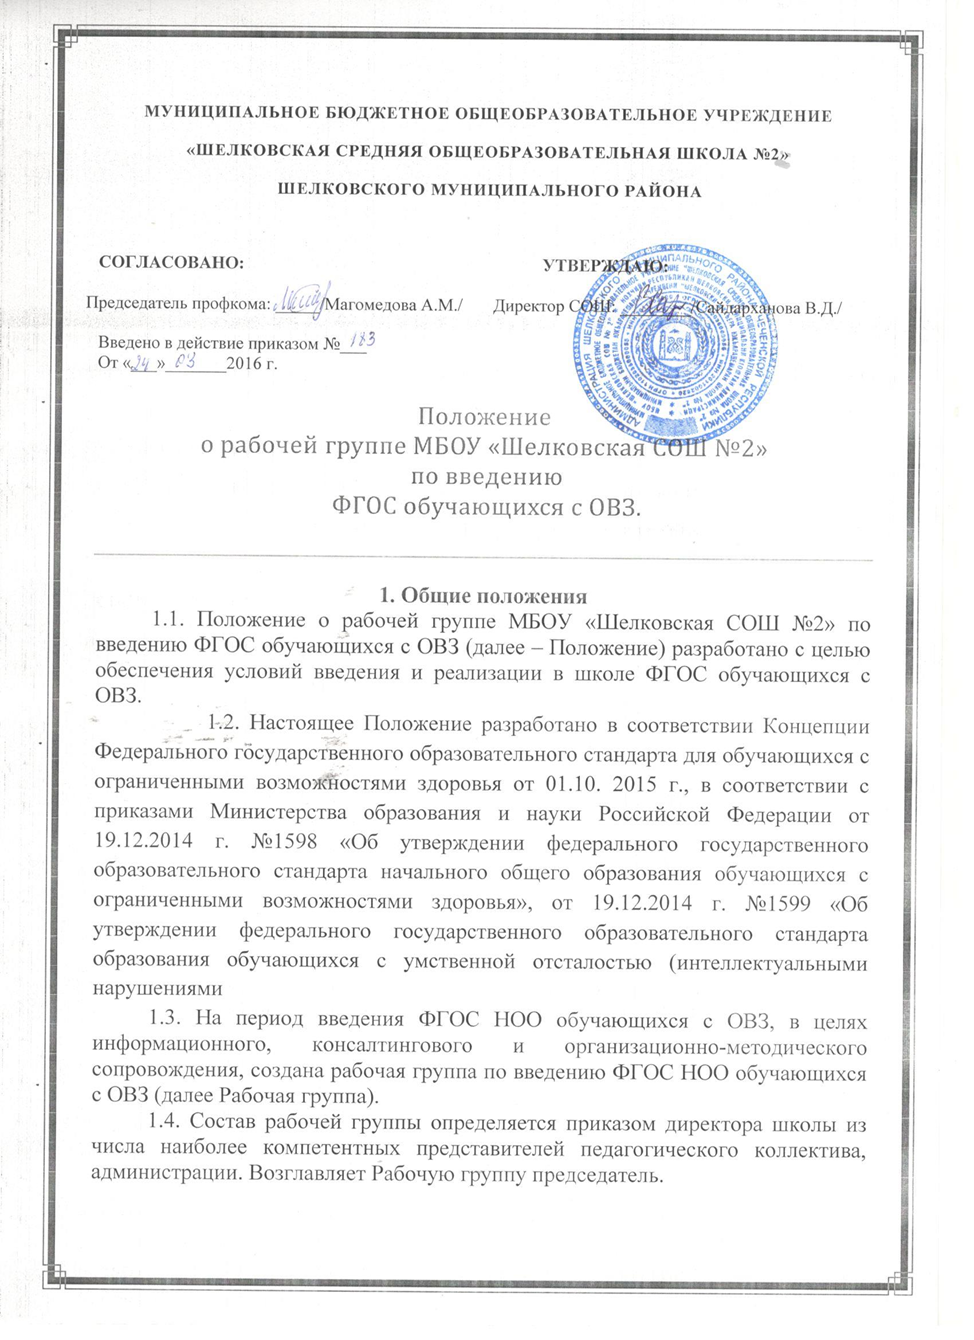 МУНИЦИПАЛЬНОЕ БЮДЖЕТНОЕ ОБЩЕОБРАЗОВАТЕЛЬНОЕ УЧРЕЖДЕНИЕ
«ШЕЛКОВСКАЯ СРЕДНЯЯ ОБЩЕОБРАЗОВАТЕЛЬНАЯ ШКОЛА №2»
ШЕЛКОВСКОГО МУНИЦИПАЛЬНОГО РАЙОНА
СОГЛАСОВАНО: УТВЕРЖДАЮ:
Председатель профкома: /Магомедова А.М./ Директор СОШ: /Сайдарханова В.Д./
Введено в действие приказом № 183
От «24» 03 2016 г.
Положение
о рабочей группе МБОУ «Шелковская СОШ №2»
по введению
ФГОС обучающихся с ОВЗ.
1. Общие положения
1.1. Положение о рабочей группе МБОУ «Шелковская СОШ №2» по
введению ФГОС обучающихся с ОВЗ (далее – Положение) разработано с целью
обеспечения условий введения и реализации в школе ФГОС обучающихся с
ОВЗ.
1.2. Настоящее Положение разработано в соответствии Концепции
Федерального государственного образовательного стандарта для обучающихся с
ограниченными возможностями здоровья от 01.10. 2015 г., в соответствии с
приказами Министерства образования и науки Российской Федерации от
19.12.2014 г. №1598 «Об утверждении федерального государственного
образовательного стандарта начального общего образования обучающихся с
ограниченными возможностями здоровья», от 19.12.2014 г. №1599 «Об
утверждении федерального государственного образовательного стандарта
образования обучающихся с умственной отсталостью (интеллектуальными
нарушениями
1.3. На период введения ФГОС НОО обучающихся с ОВЗ, в целях
информационного, консалтингового и организационно-методического
сопровождения, создана рабочая группа по введению ФГОС НОО обучающихся
с ОВЗ (далее Рабочая группа).
1.4. Состав рабочей группы определяется приказом директора школы из
числа наиболее компетентных представителей педагогического коллектива,
администрации. Возглавляет Рабочую группу председатель.